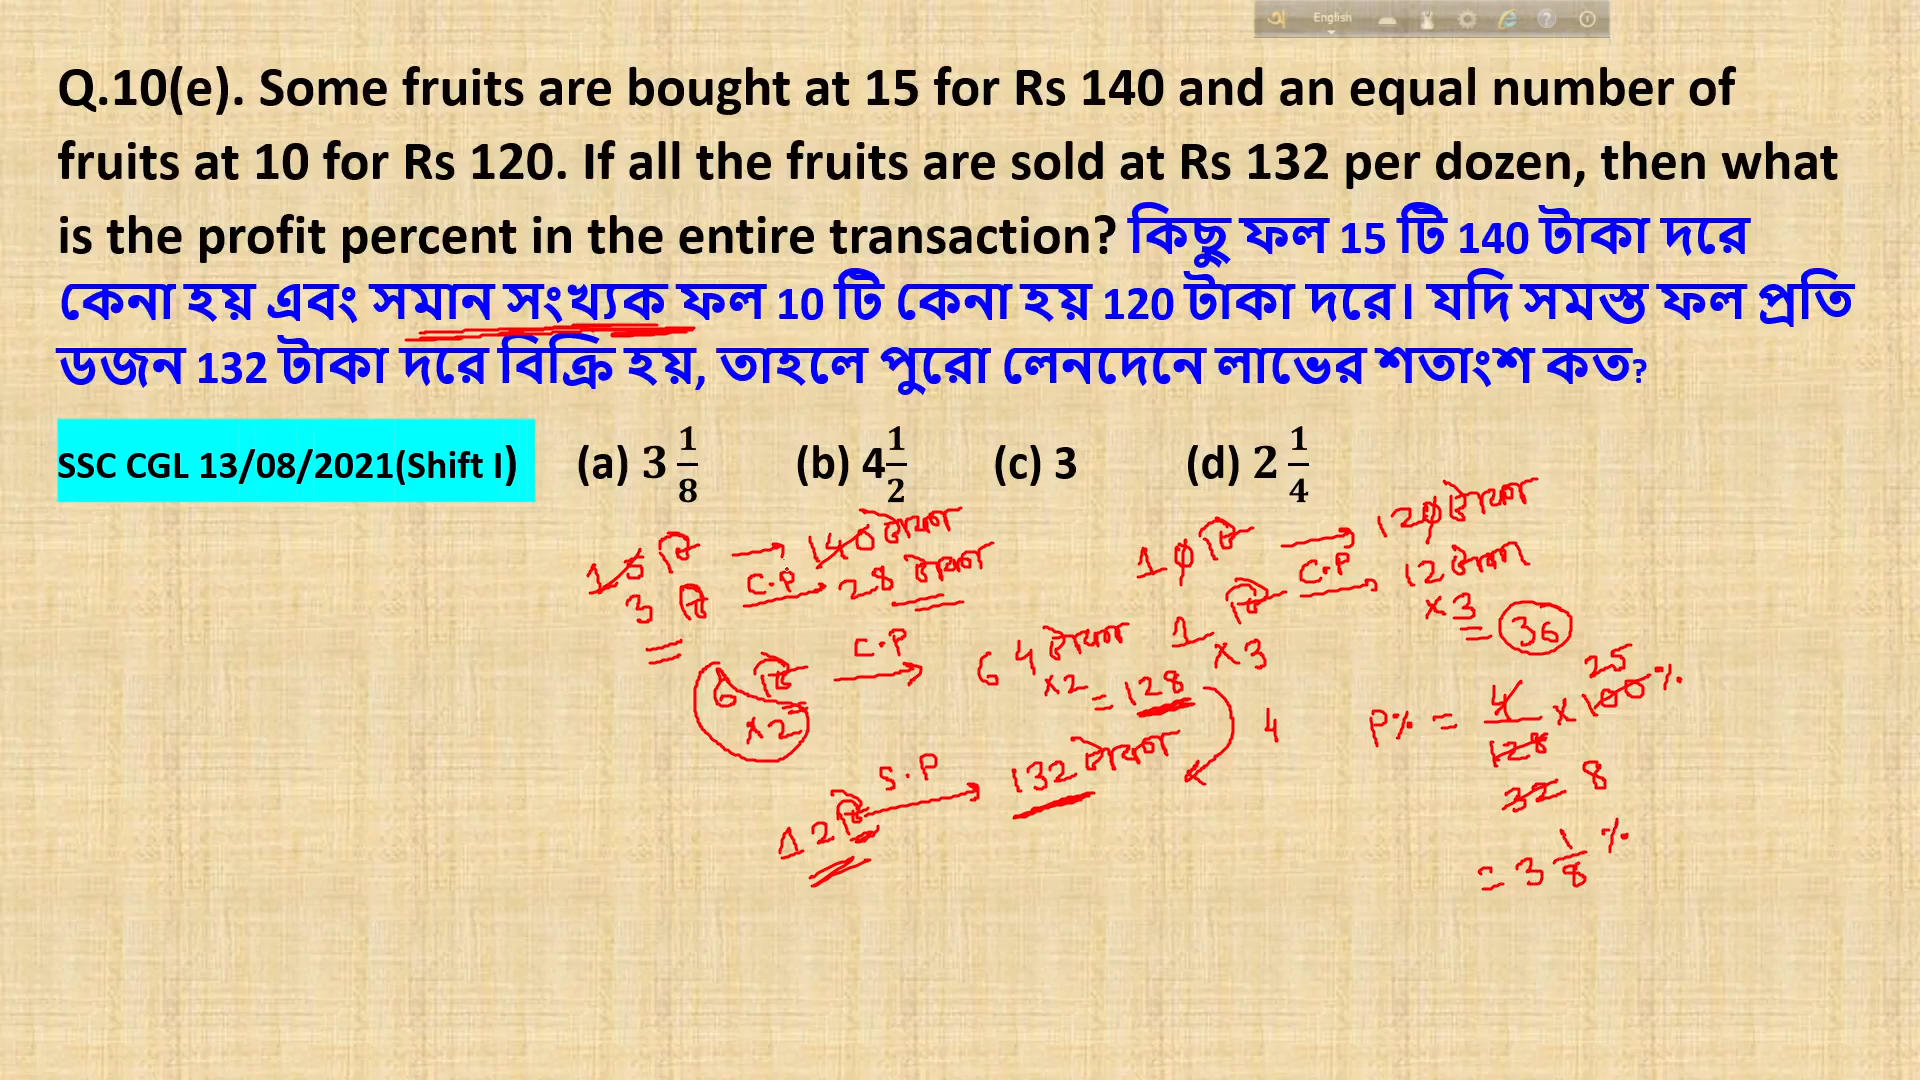 English
Q.10(e). Some fruits are bought at 15 for Rs 140 and an equal number of
fruits at 10 for Rs 120. If all the fruits are sold at Rs 132 per dozen, then what
is the profit percent in the entire transaction? কিছু ফল 15 টি 140 টাকা দরে
কেনা হয় এবং সমান সংখ্যক ফল 10 টি কেনা হয় 120 টাকা দরে। যদি সমস্ত ফল প্রতি
ডজন 132 টাকা দরে বিক্রি হয়, তাহলে পুরো লেনদেনে লাভের শতাংশ কত?
SSC CGL 13/08/2021(Shift I) (a) 3 1/8 (b) 4 1/2 (c) 3 (d) 2 1/4
15 টি → 140 টাকা
3 টি C.P → 28 টাকা
10 টি → 120 টাকা
1 টি C.P → 12 টাকা
×3 ×3 = 36
6 টি C.P → 64 টাকা
×2 ×2 = 128
12 টি S.P → 132 টাকা
4
P% = 4/128 × 100%
25
32 8
= 3 1/8 %